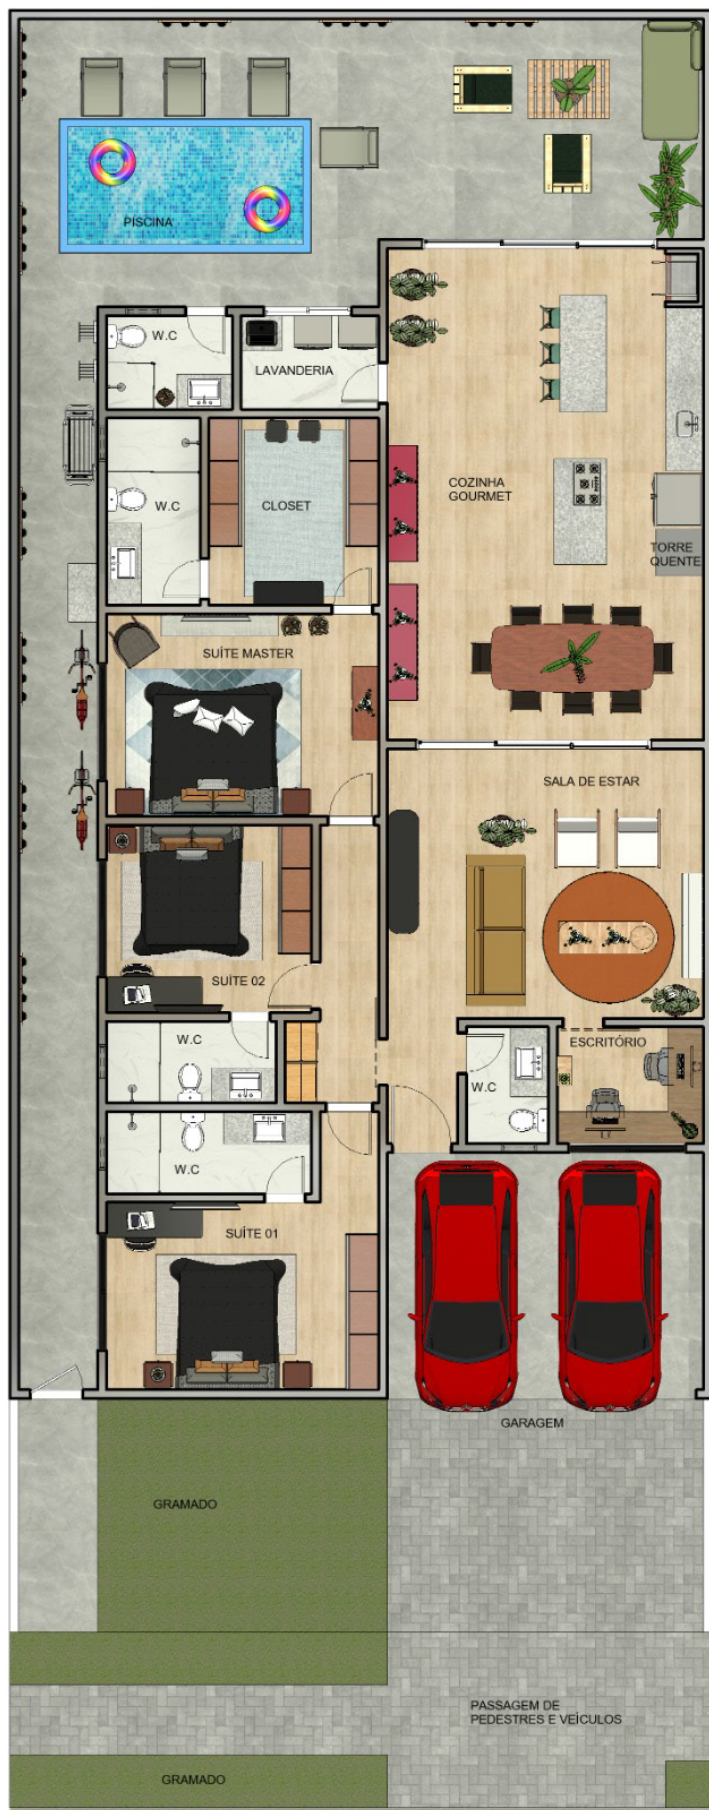 PISCINA
W.C
LAVANDERIA
W.C
CLOSET
COZINHA
GOURMET
TORRE
QUENTE
SUÍTE MASTER
SALA DE ESTAR
SUÍTE 02
W.C
ESCRITÓRIO
W.C
W.C
SUÍTE 01
GARAGEM
GRAMADO
PASSAGEM DE
PEDESTRES E VEÍCULOS
GRAMADO